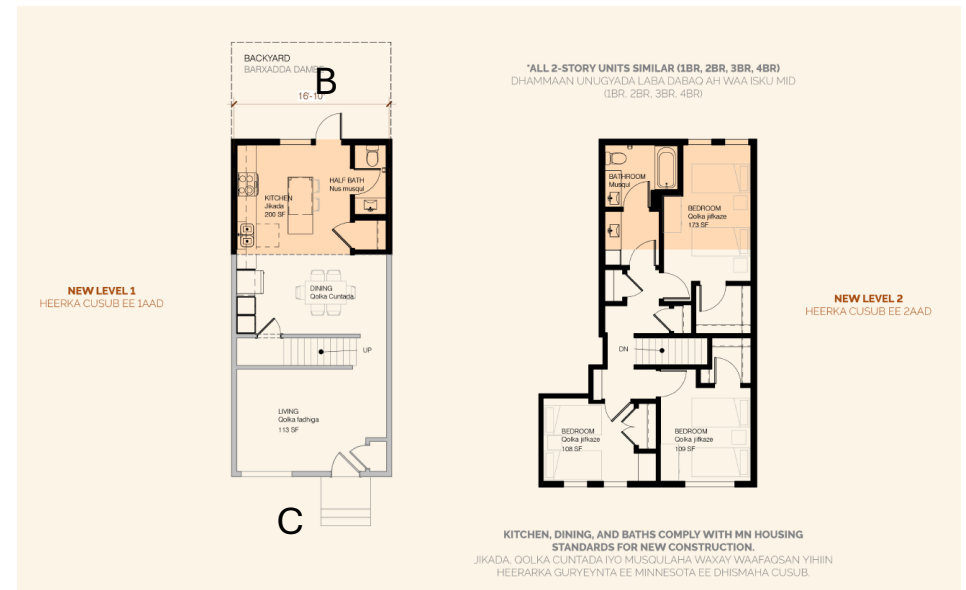 BACKYARD
BARXADDA DAMBE
B
16'-10"
HALF BATH
Nus musqul
KITCHEN
Jikada
200 SF
DINING
Qolka Cuntada
UP
LIVING
Qolka fadhiga
113 SF
C
NEW LEVEL 1
HEERKA CUSUB EE 1AAD
*ALL 2-STORY UNITS SIMILAR (1BR, 2BR, 3BR, 4BR)
DHAMMAAN UNUGYADA LABA DABAQ AH WAA ISKU MID
(1BR, 2BR, 3BR, 4BR)
BATHROOM
Musqul
BEDROOM
Qolka jifkaze
173 SF
DN
BEDROOM
Qolka jifkaze
108 SF
BEDROOM
Qolka jifkaze
109 SF
NEW LEVEL 2
HEERKA CUSUB EE 2AAD
KITCHEN, DINING, AND BATHS COMPLY WITH MN HOUSING
STANDARDS FOR NEW CONSTRUCTION.
JIKADA, QOLKA CUNTADA IYO MUSQULAHA WAXAY WAAFAQSAN YIHIIN
HEERARKA GURYEYNTA EE MINNESOTA EE DHISMAHA CUSUB.